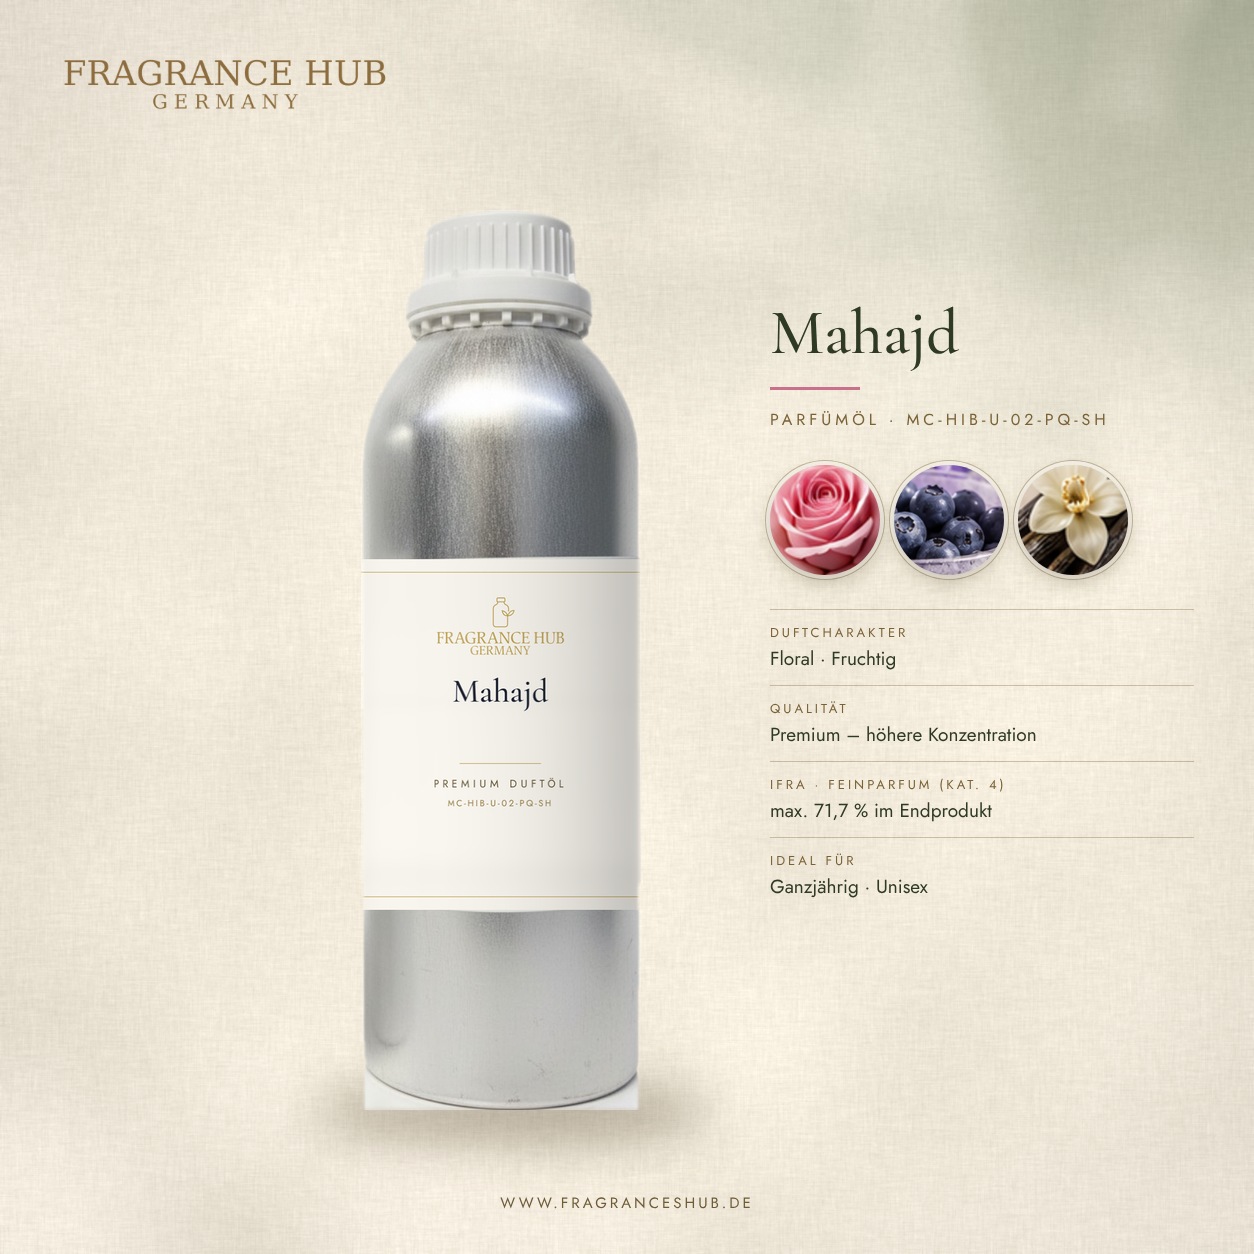 FRAGRANCE HUB
GERMANY
Mahajd
PARFÜMÖL · MC-HIB-U-02-PQ-SH
DUFTCHARAKTER
Floral · Fruchtig
QUALITÄT
Premium – höhere Konzentration
IFRA · FEINPARFUM (KAT. 4)
max. 71,7 % im Endprodukt
IDEAL FÜR
Ganzjährig · Unisex
FRAGRANCE HUB
GERMANY
Mahajd
PREMIUM DUFTÖL
MC-HIB-U-02-PQ-SH
WWW.FRAGRANCESHUB.DE